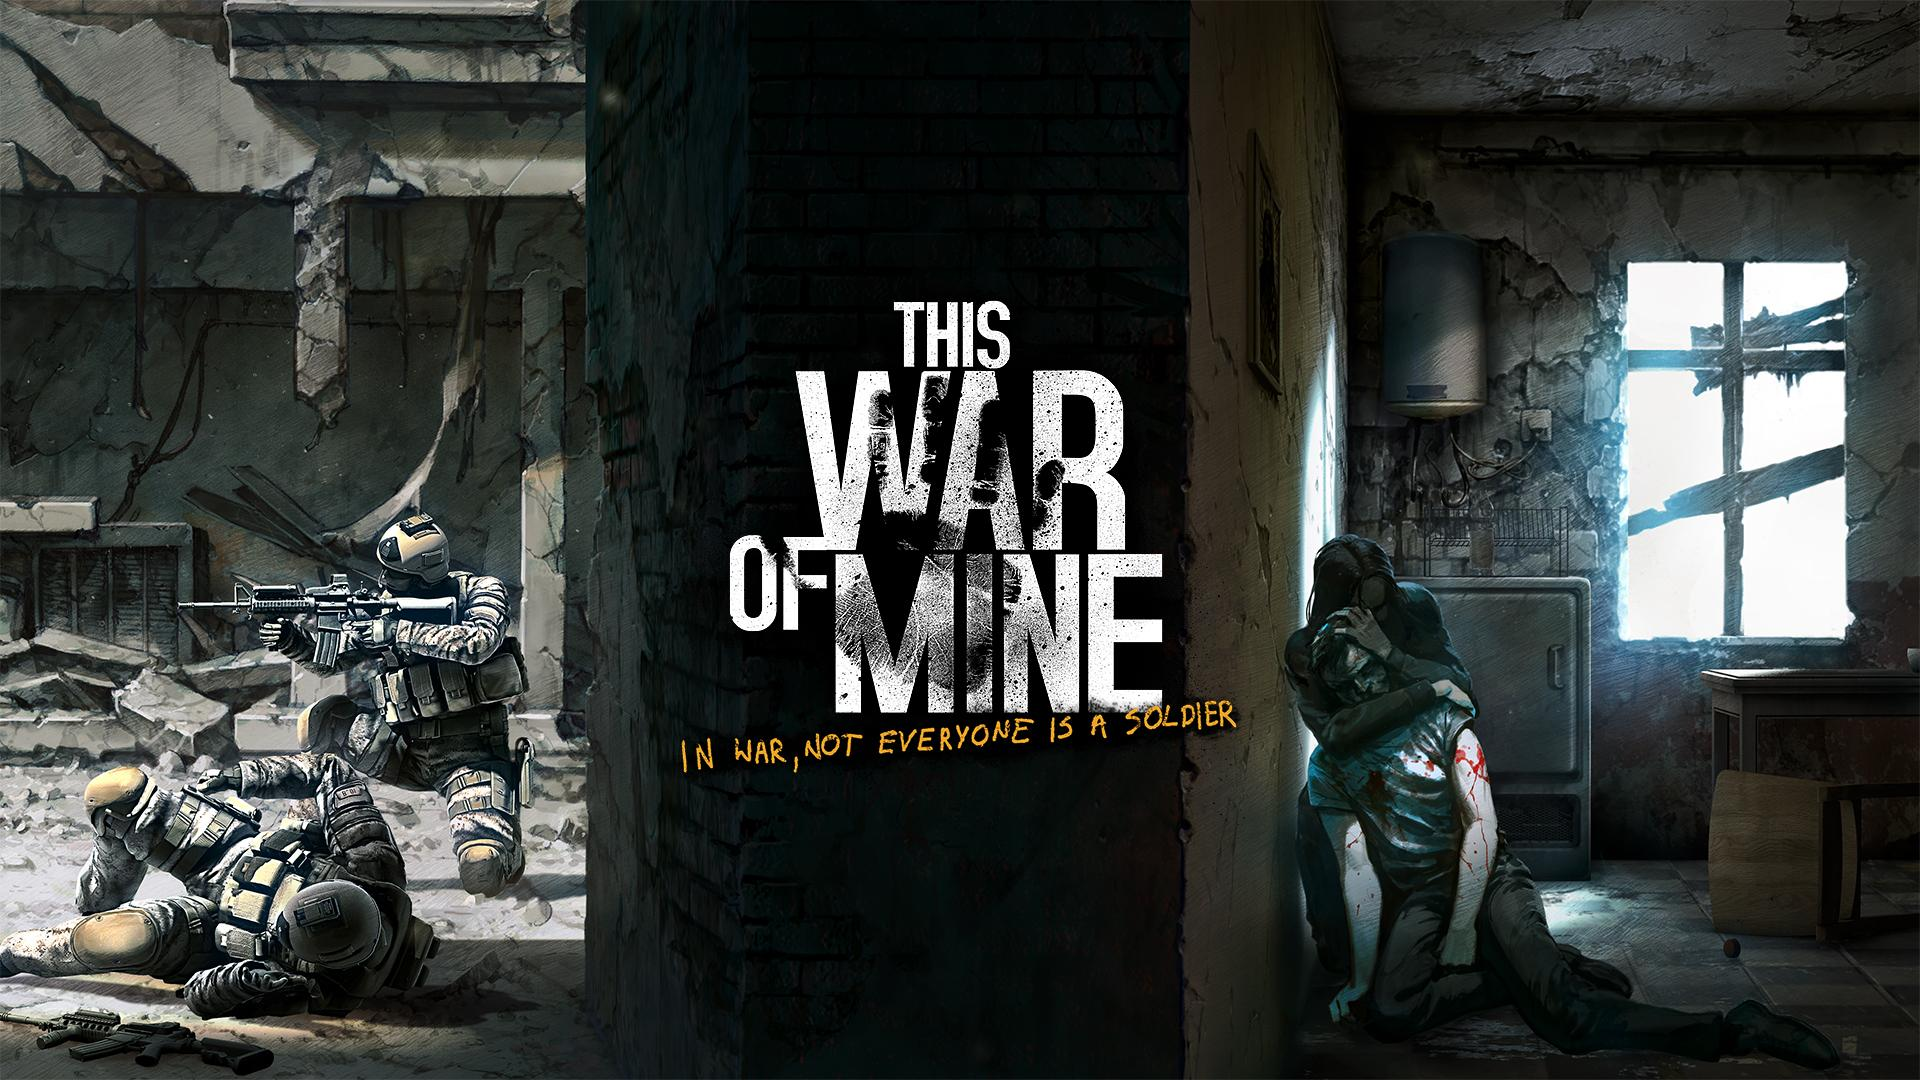 THIS
WAR
OF MINE
IN WAR, NOT EVERYONE IS A SOLDIER